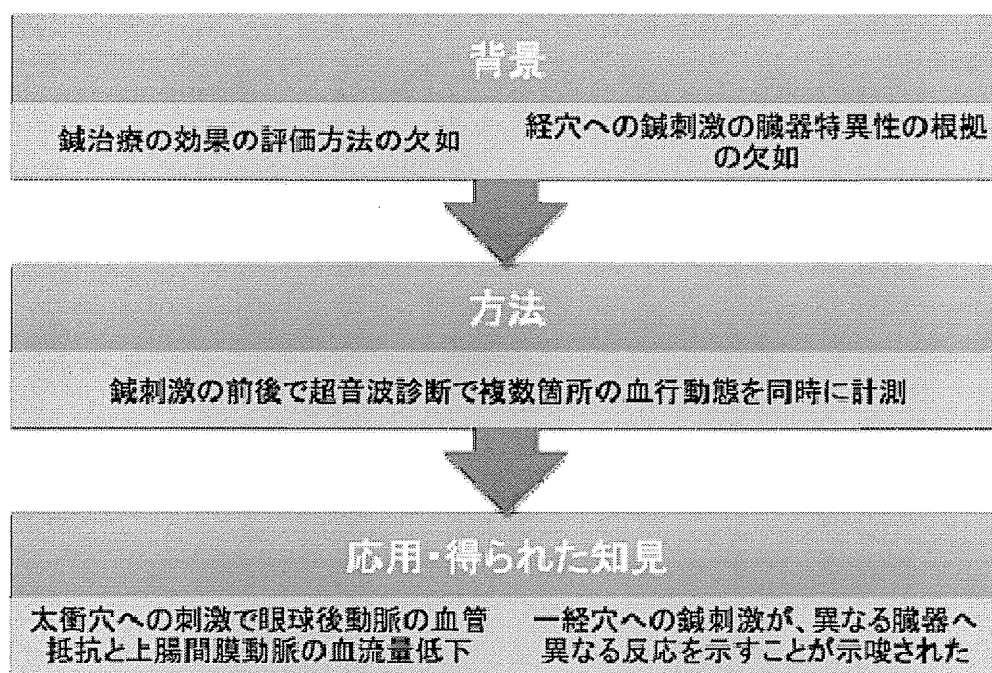 背景
鍼治療の効果の評価方法の欠如
経穴への鍼刺激の臓器特異性の根拠
の欠如
方法
鍼刺激の前後で超音波診断で複数箇所の血行動態を同時に計測
応用・得られた知見
太衝穴への刺激で眼球後動脈の血管
抵抗と上腸間膜動脈の血流量低下
一経穴への鍼刺激が、異なる臓器へ
異なる反応を示すことが示唆された